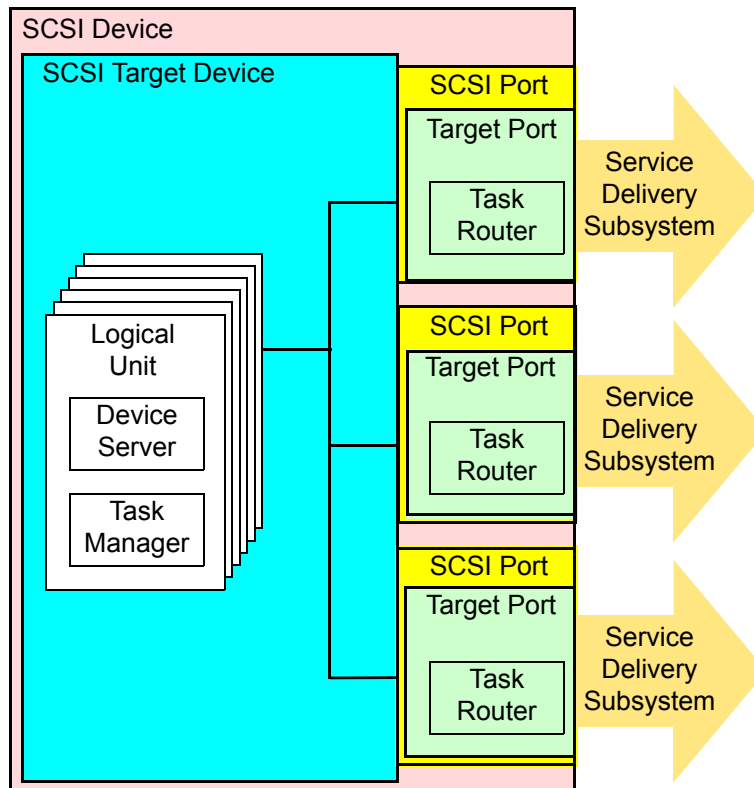 SCSI Device
SCSI Target Device
SCSI Port
Target Port
Task
Router
Service
Delivery
Subsystem
Logical
Unit
Device
Server
Task
Manager
SCSI Port
Target Port
Task
Router
Service
Delivery
Subsystem
SCSI Port
Target Port
Task
Router
Service
Delivery
Subsystem